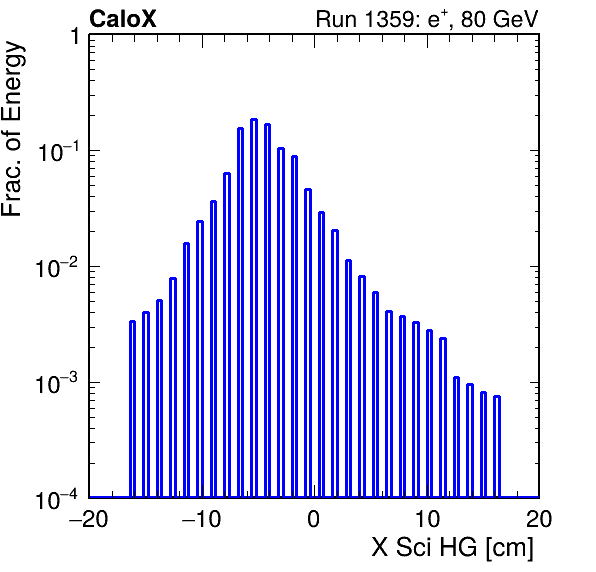 CaloX Run 1359: e⁺, 80 GeV
Frac. of Energy
1
10⁻¹
10⁻²
10⁻³
10⁻⁴
−20 −10 0 10 20
X Sci HG [cm]